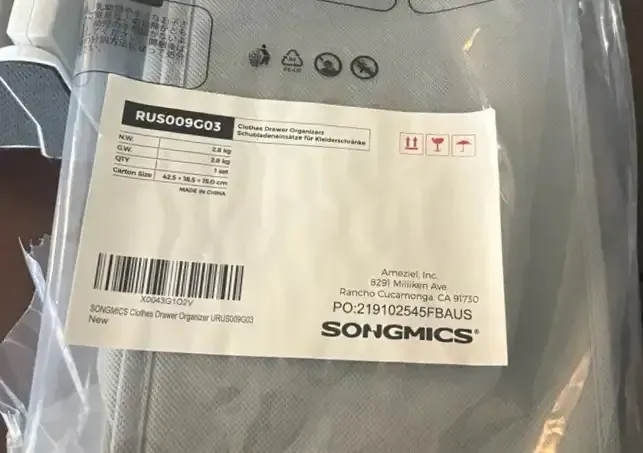 RUS009G03
Clothes Drawer Organizers
Schubladeneinsätze für Kleiderschränke
N.W. 2.8 kg
G.W. 2.8 kg
QTY 1 set
Carton Size 42.5 × 18.5 × 15.0 cm
MADE IN CHINA
X0043G1O2V
SONGMICS Clothes Drawer Organizer URUS009G03
New
Ameziel, Inc.
8291 Milliken Ave.
Rancho Cucamonga, CA 91730
PO:219102545FBAUS
SONGMICS®